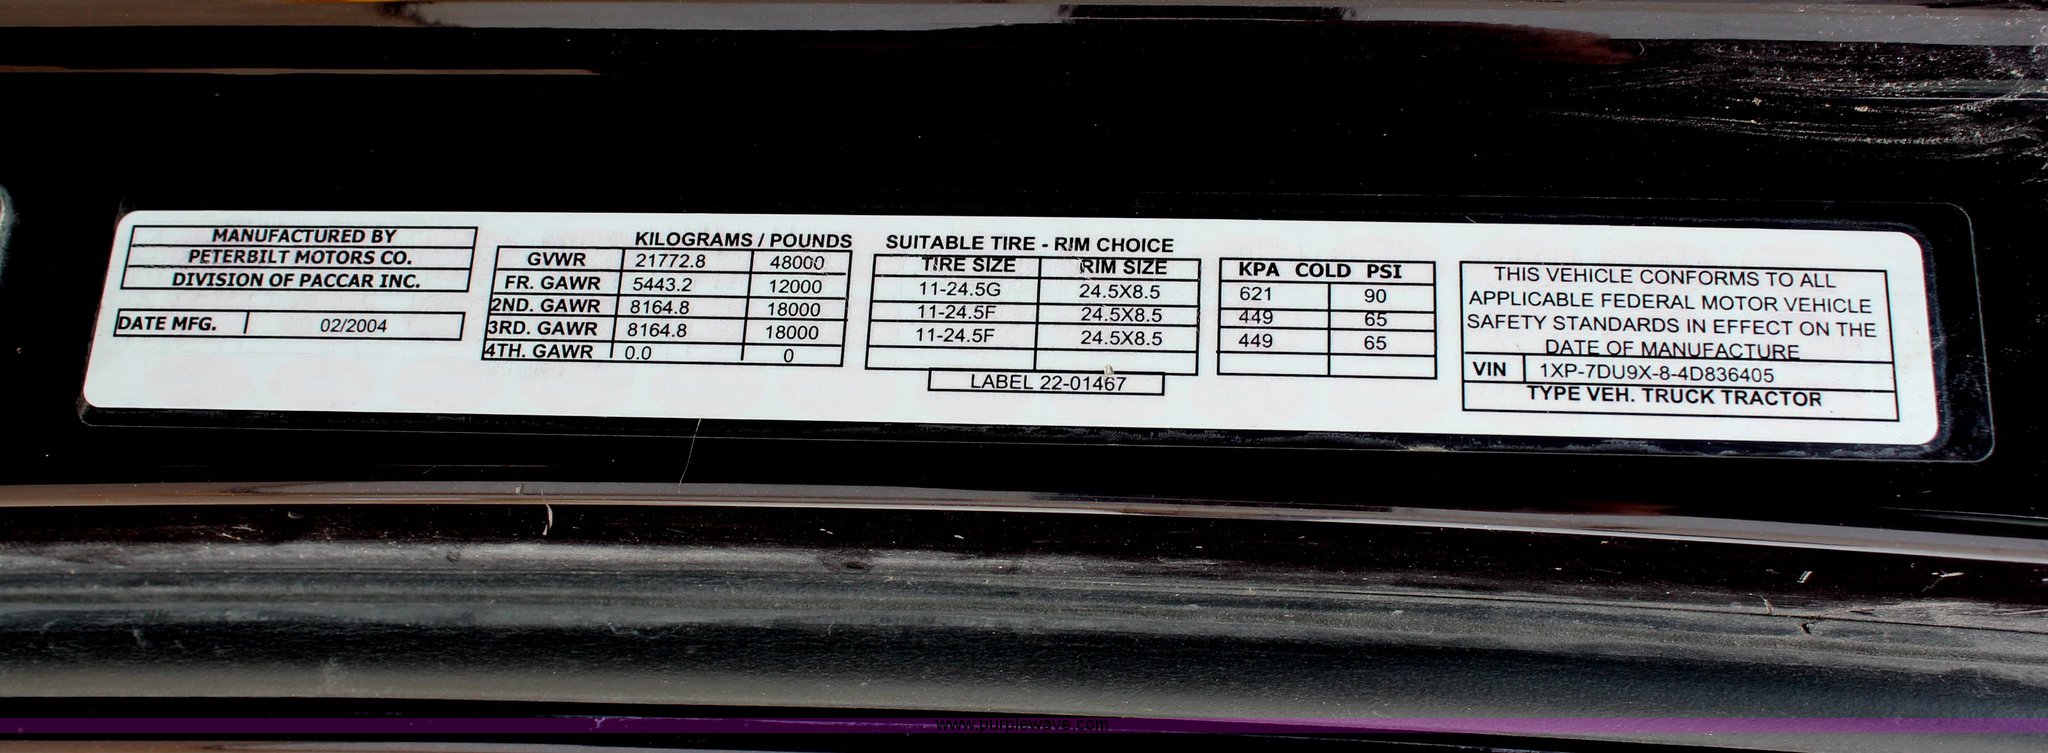 MANUFACTURED BY
PETERBILT MOTORS CO.
DIVISION OF PACCAR INC.
DATE MFG. 02/2004
KILOGRAMS / POUNDS
GVWR 21772.8 48000
FR. GAWR 5443.2 12000
2ND. GAWR 8164.8 18000
3RD. GAWR 8164.8 18000
4TH. GAWR 0.0 0
SUITABLE TIRE - RIM CHOICE
TIRE SIZE RIM SIZE
11-24.5G 24.5X8.5
11-24.5F 24.5X8.5
11-24.5F 24.5X8.5
LABEL 22-01467
KPA COLD PSI
621 90
449 65
449 65
THIS VEHICLE CONFORMS TO ALL
APPLICABLE FEDERAL MOTOR VEHICLE
SAFETY STANDARDS IN EFFECT ON THE
DATE OF MANUFACTURE
VIN 1XP-7DU9X-8-4D836405
TYPE VEH. TRUCK TRACTOR
www.purplewave.com